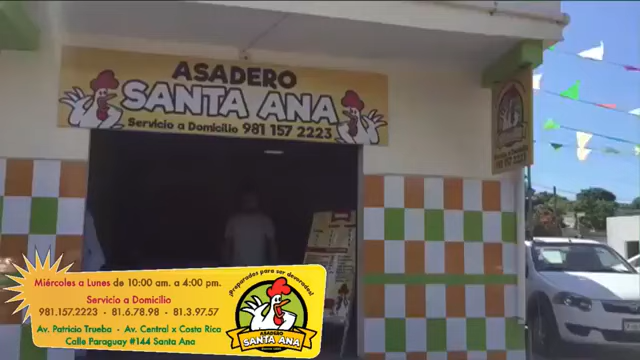 ASADERO
SANTA ANA
Servicio a Domicilio 981 157 2223
Miércoles a Lunes de 10:00 am. a 4:00 pm.
Servicio a Domicilio
981.157.2223 - 81.6.78.98 - 81.3.97.57
Av. Patricio Trueba - Av. Central x Costa Rica
Calle Paraguay #144 Santa Ana
¡Preparados para ser devorados!
ASADERO
SANTA ANA